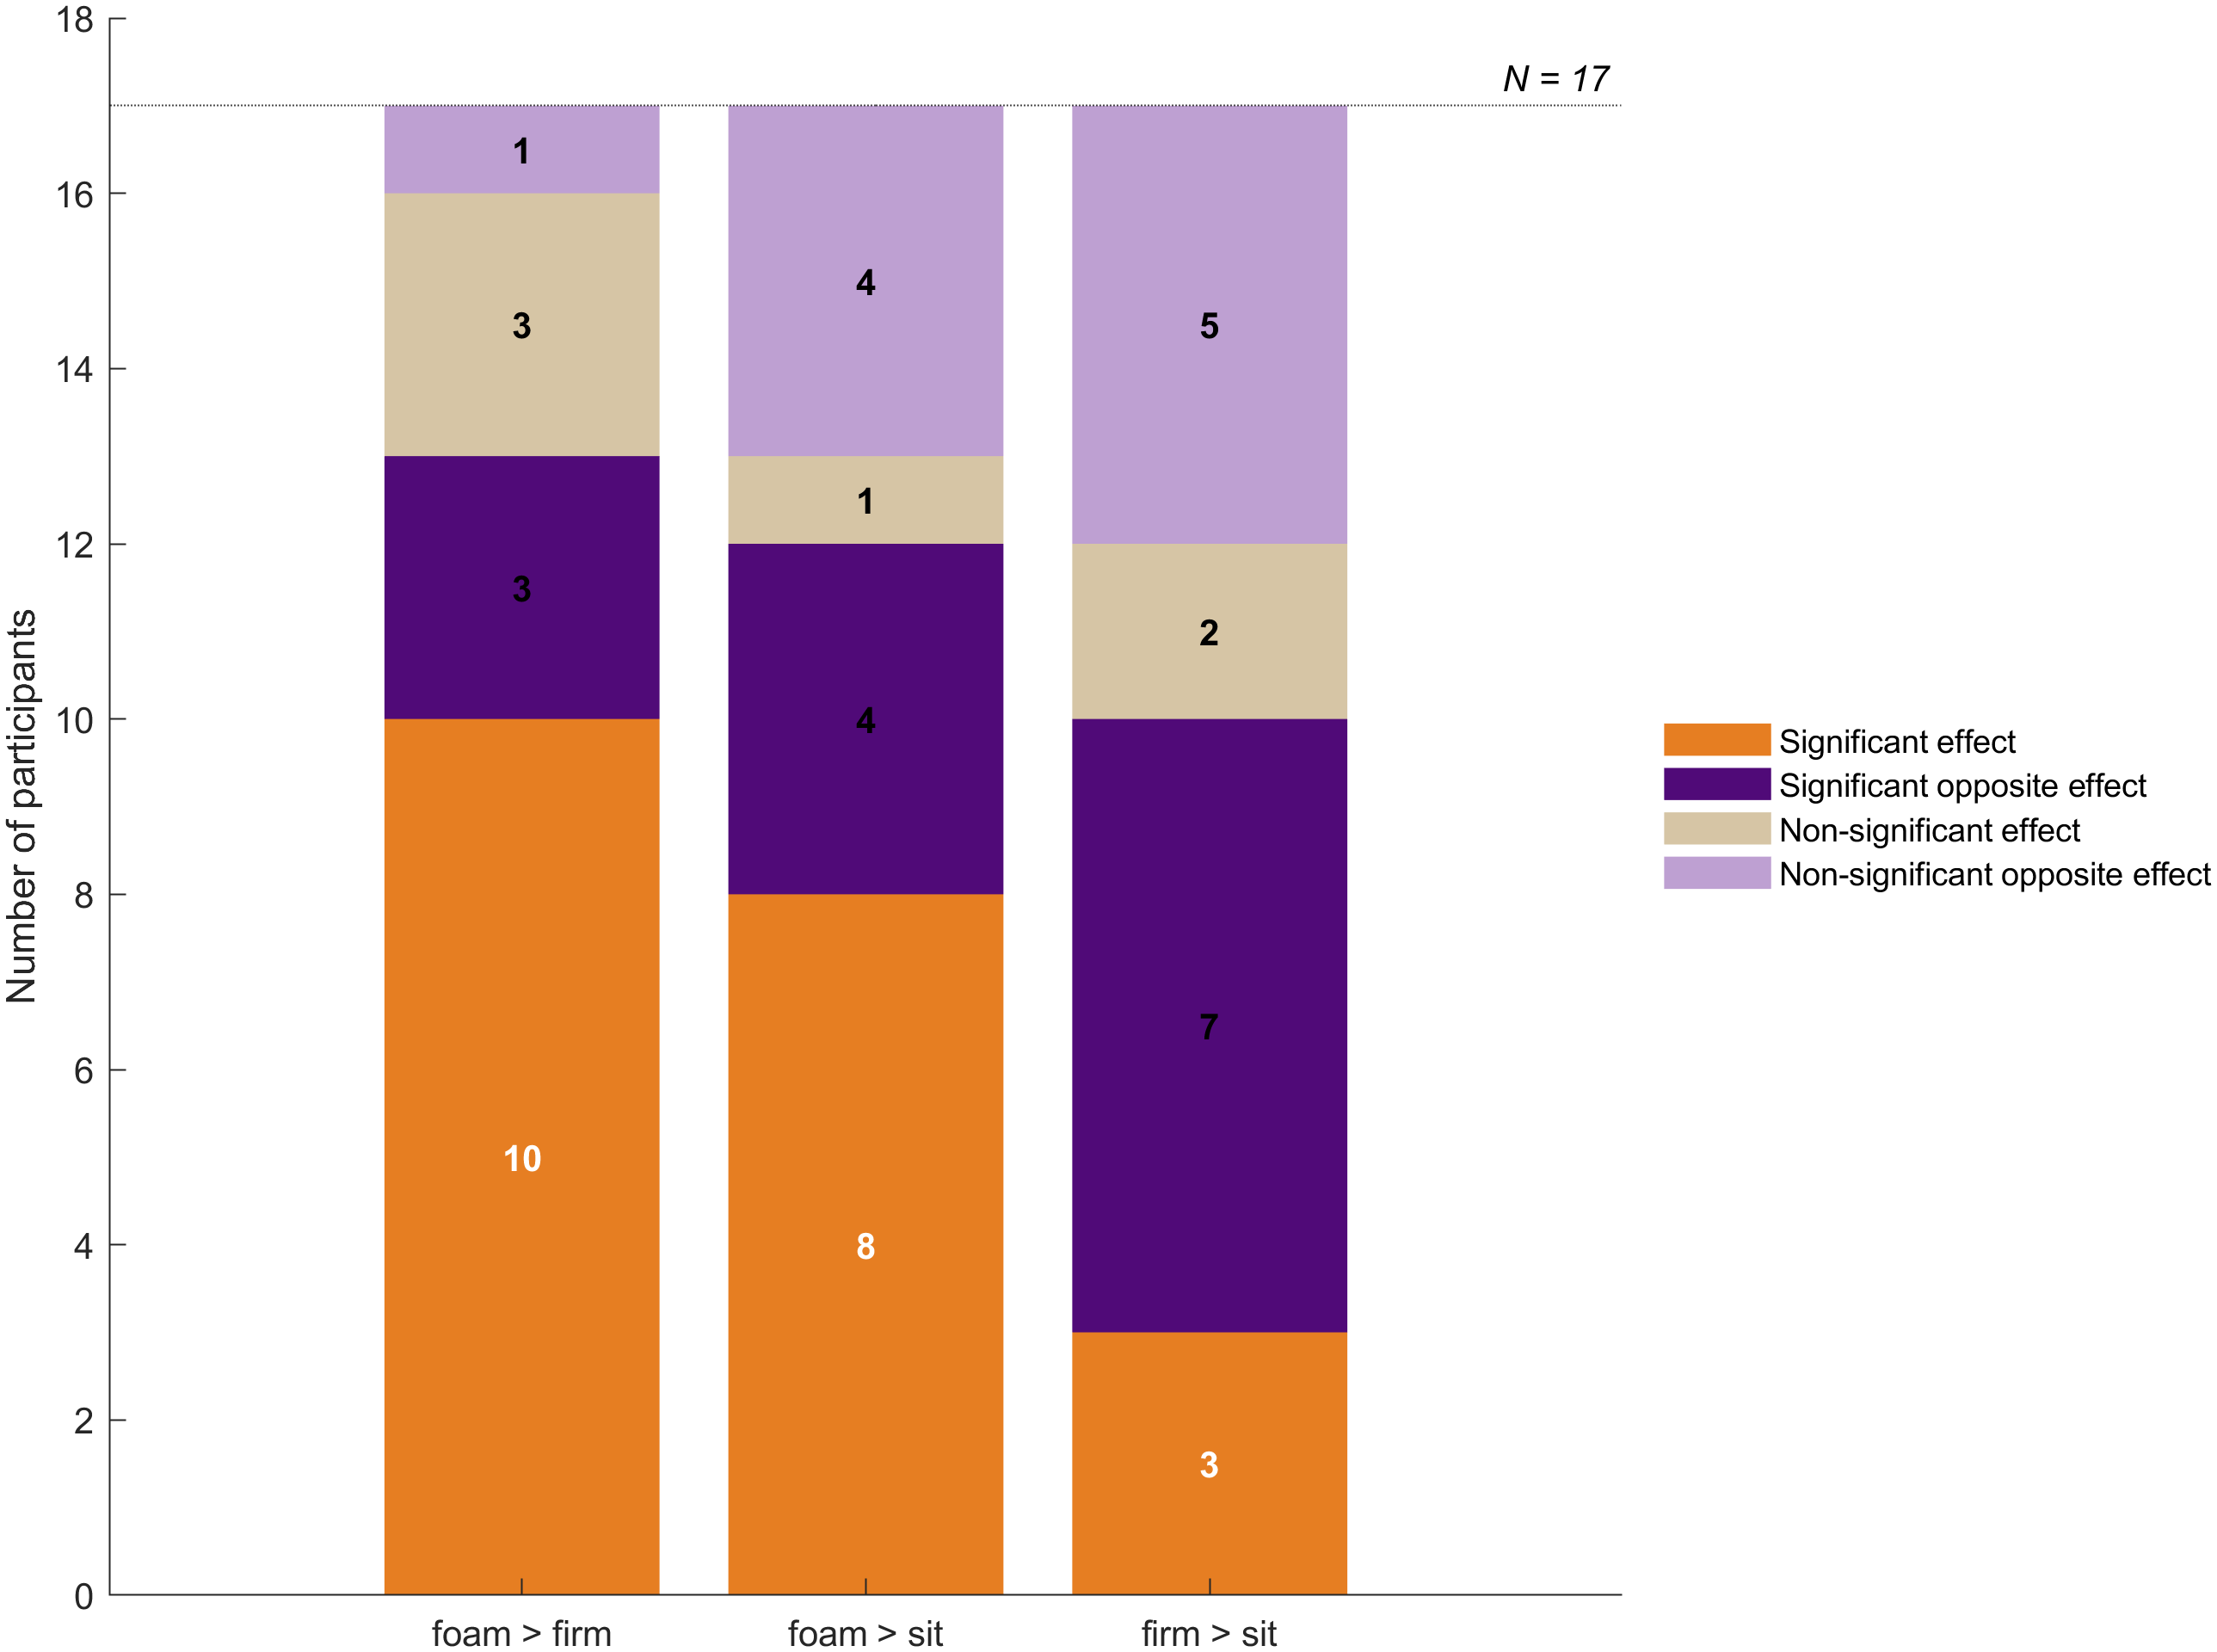 18
16
14
12
10
8
6
4
2
0
Number of participants
N = 17
1
3
3
10
4
1
4
8
5
2
7
3
foam > firm
foam > sit
firm > sit
Significant effect
Significant opposite effect
Non-significant effect
Non-significant opposite effect